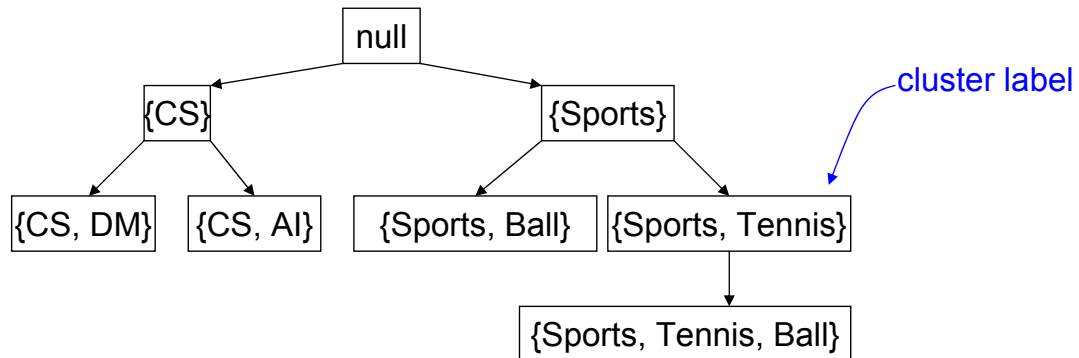 null
cluster label
{CS}
{Sports}
{CS, DM}
{CS, AI}
{Sports, Ball}
{Sports, Tennis}
{Sports, Tennis, Ball}